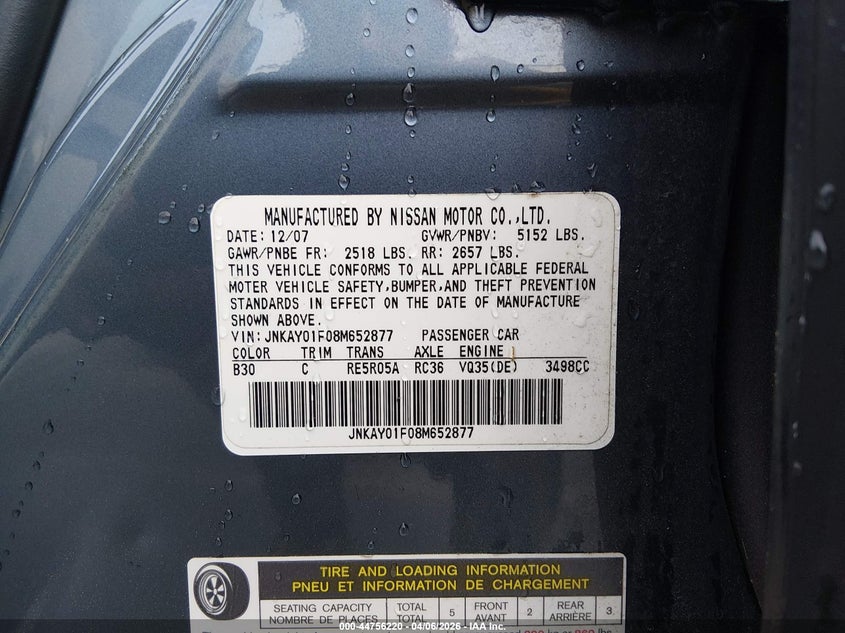 MANUFACTURED BY NISSAN MOTOR CO.,LTD.
DATE: 12/07 GVWR/PNBV: 5152 LBS.
GAWR/PNBE FR: 2518 LBS. RR: 2657 LBS.
THIS VEHICLE CONFORMS TO ALL APPLICABLE FEDERAL
MOTER VEHICLE SAFETY,BUMPER,AND THEFT PREVENTION
STANDARDS IN EFFECT ON THE DATE OF MANUFACTURE
SHOWN ABOVE.
VIN: JNKAY01F08M652877 PASSENGER CAR
COLOR TRIM TRANS AXLE ENGINE
B30 C RE5R05A RC36 VQ35(DE) 3498CC
JNKAY01F08M652877
TIRE AND LOADING INFORMATION
PNEU ET INFORMATION DE CHARGEMENT
SEATING CAPACITY TOTAL 5 FRONT 2 REAR 3
NOMBRE DE PLACES TOTAL AVANT ARRIÈRE
000-44756220 - 04/06/2026 - IAA Inc.